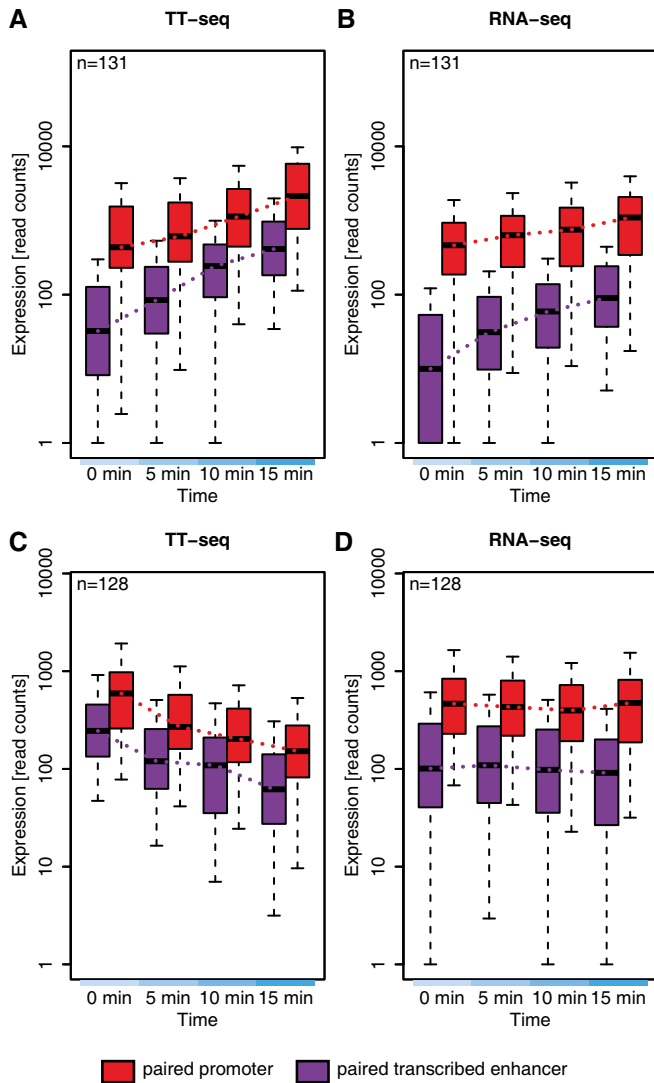 A TT−seq
n=131
Expression [read counts]
10000
100
1
0 min 5 min 10 min 15 min
Time
B RNA−seq
n=131
Expression [read counts]
10000
100
1
0 min 5 min 10 min 15 min
Time
C TT−seq
n=128
Expression [read counts]
10000
1000
100
10
1
0 min 5 min 10 min 15 min
Time
D RNA−seq
n=128
Expression [read counts]
10000
1000
100
10
1
0 min 5 min 10 min 15 min
Time
paired promoter paired transcribed enhancer